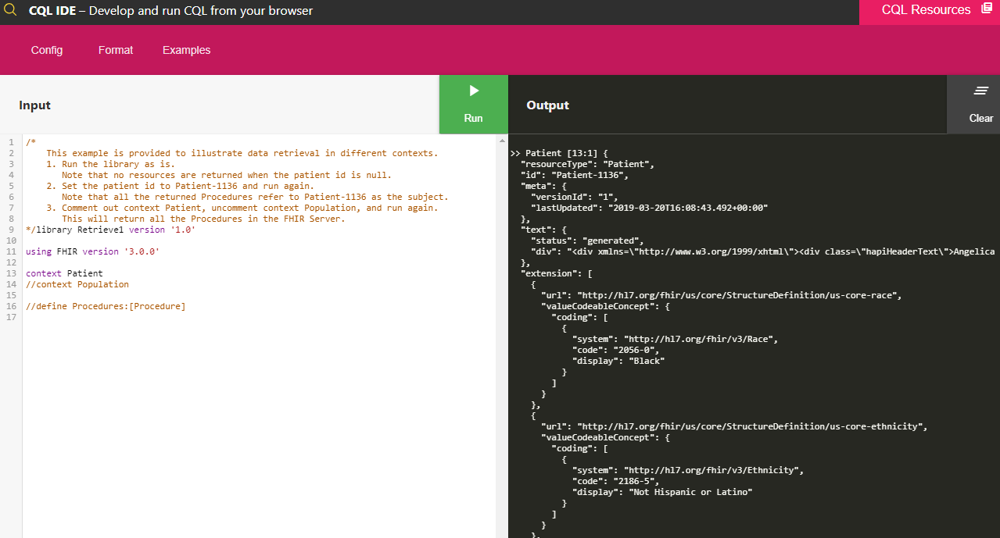 CQL IDE – Develop and run CQL from your browser
CQL Resources
Config Format Examples
Input
Run
Output
Clear
1 /*
2 This example is provided to illustrate data retrieval in different contexts.
3 1. Run the library as is.
4 Note that no resources are returned when the patient id is null.
5 2. Set the patient id to Patient-1136 and run again.
6 Note that all the returned Procedures refer to Patient-1136 as the subject.
7 3. Comment out context Patient, uncomment context Population, and run again.
8 This will return all the Procedures in the FHIR Server.
9 */library Retrieve1 version '1.0'
10
11 using FHIR version '3.0.0'
12
13 context Patient
14 //context Population
15
16 //define Procedures:[Procedure]
17
>> Patient [13:1] {
"resourceType": "Patient",
"id": "Patient-1136",
"meta": {
"versionId": "1",
"lastUpdated": "2019-03-20T16:08:43.492+00:00"
},
"text": {
"status": "generated",
"div": "<div xmlns=\"http://www.w3.org/1999/xhtml\"><div class=\"hapiHeaderText\">Angelica
},
"extension": [
{
"url": "http://hl7.org/fhir/us/core/StructureDefinition/us-core-race",
"valueCodeableConcept": {
"coding": [
{
"system": "http://hl7.org/fhir/v3/Race",
"code": "2056-0",
"display": "Black"
}
]
}
},
{
"url": "http://hl7.org/fhir/us/core/StructureDefinition/us-core-ethnicity",
"valueCodeableConcept": {
"coding": [
{
"system": "http://hl7.org/fhir/v3/Ethnicity",
"code": "2186-5",
"display": "Not Hispanic or Latino"
}
]
}
},